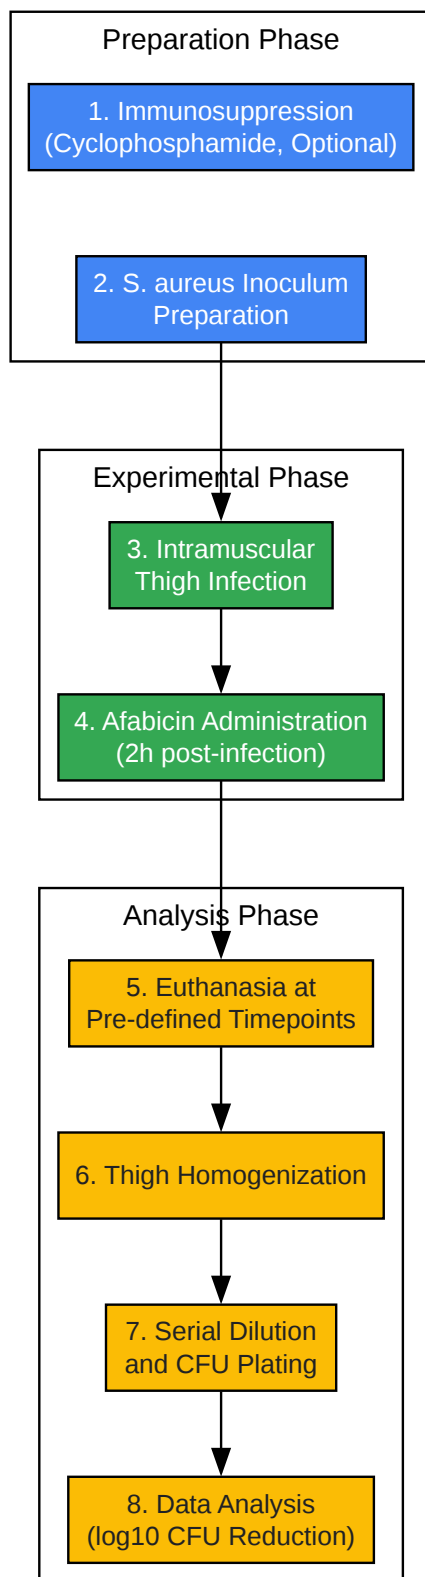 Preparation Phase
1. Immunosuppression
(Cyclophosphamide, Optional)
2. S. aureus Inoculum
Preparation
Experimental Phase
3. Intramuscular
Thigh Infection
4. Afabicin Administration
(2h post-infection)
Analysis Phase
5. Euthanasia at
Pre-defined Timepoints
6. Thigh Homogenization
7. Serial Dilution
and CFU Plating
8. Data Analysis
(log10 CFU Reduction)